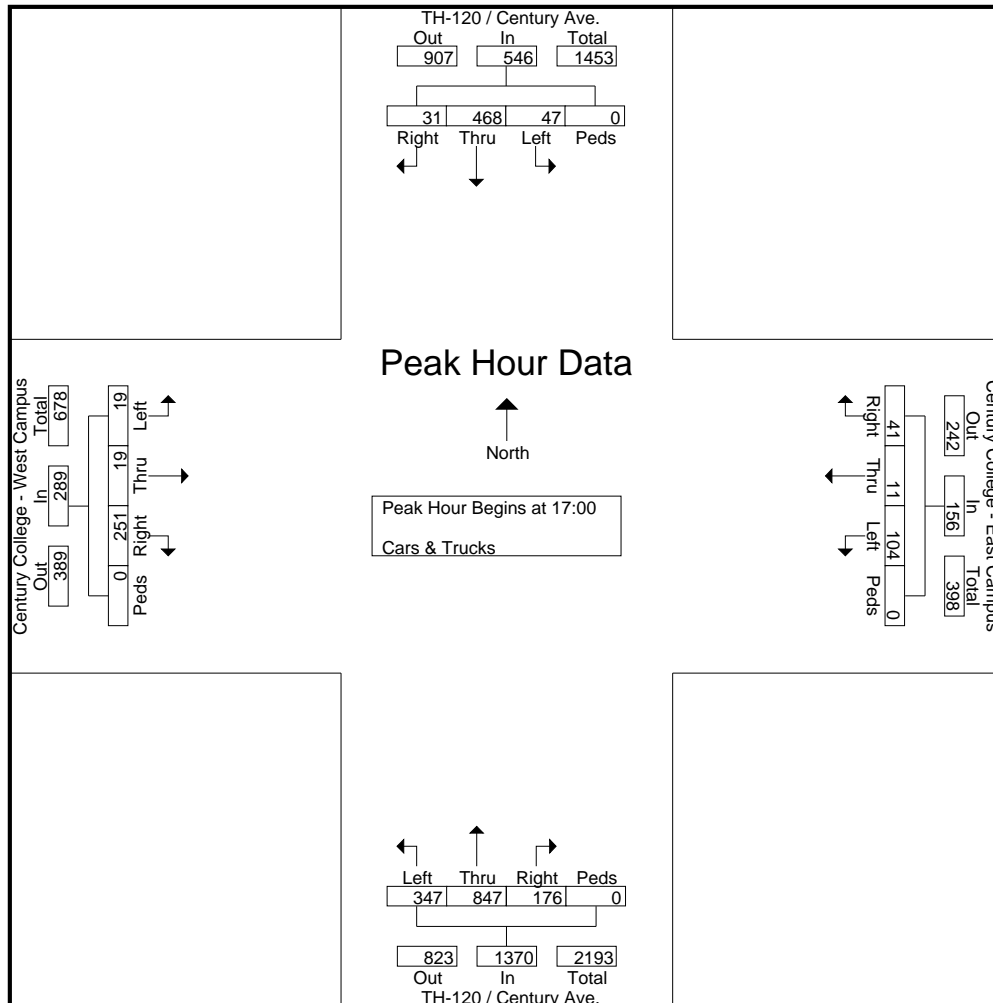 TH-120 / Century Ave.
Out In Total
907 546 1453
31 468 47 0
Right Thru Left Peds
Peak Hour Data
North
Peak Hour Begins at 17:00
Cars & Trucks
Century College - West Campus
Out In Total
389 289 678
Peds Right Thru Left
0 251 19 19
Century College - East Campus
Out In Total
242 156 398
Right Thru Left Peds
41 11 104 0
Left Thru Right Peds
347 847 176 0
823 1370 2193
Out In Total
TH-120 / Century Ave.